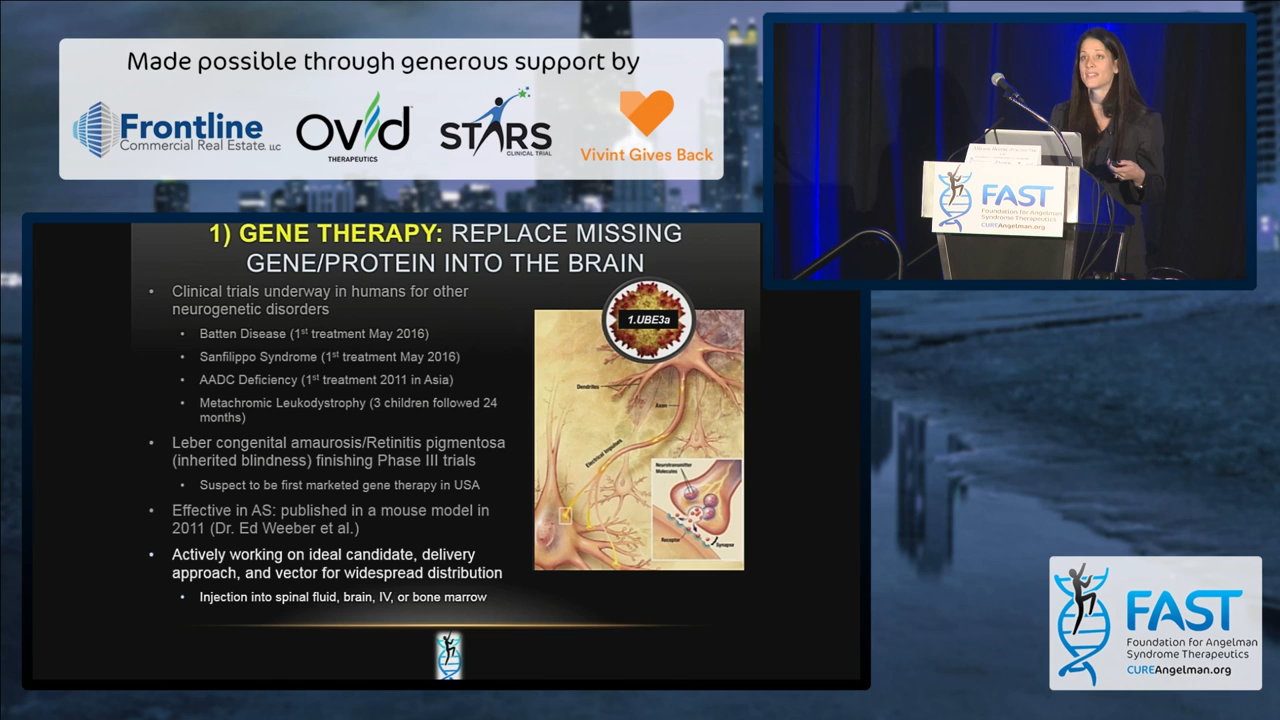 Made possible through generous support by
Frontline
Commercial Real Estate, LLC
Ovid
THERAPEUTICS
STARS
CLINICAL TRIAL
Vivint Gives Back
FAST
Foundation for Angelman
Syndrome Therapeutics
CUREAngelman.org
1) GENE THERAPY: REPLACE MISSING
GENE/PROTEIN INTO THE BRAIN
• Clinical trials underway in humans for other
neurogenetic disorders
• Batten Disease (1st treatment May 2016)
• Sanfilippo Syndrome (1st treatment May 2016)
• AADC Deficiency (1st treatment 2011 in Asia)
• Metachromic Leukodystrophy (3 children followed 24
months)
• Leber congenital amaurosis/Retinitis pigmentosa
(inherited blindness) finishing Phase III trials
• Suspect to be first marketed gene therapy in USA
• Effective in AS: published in a mouse model in
2011 (Dr. Ed Weeber et al.)
• Actively working on ideal candidate, delivery
approach, and vector for widespread distribution
• Injection into spinal fluid, brain, IV, or bone marrow
1.UBE3a
Dendrites
Axon
Electrical Impulses
Neurotransmitter
Molecules
Receptor
Synapse
FAST
Foundation for Angelman
Syndrome Therapeutics
CUREAngelman.org